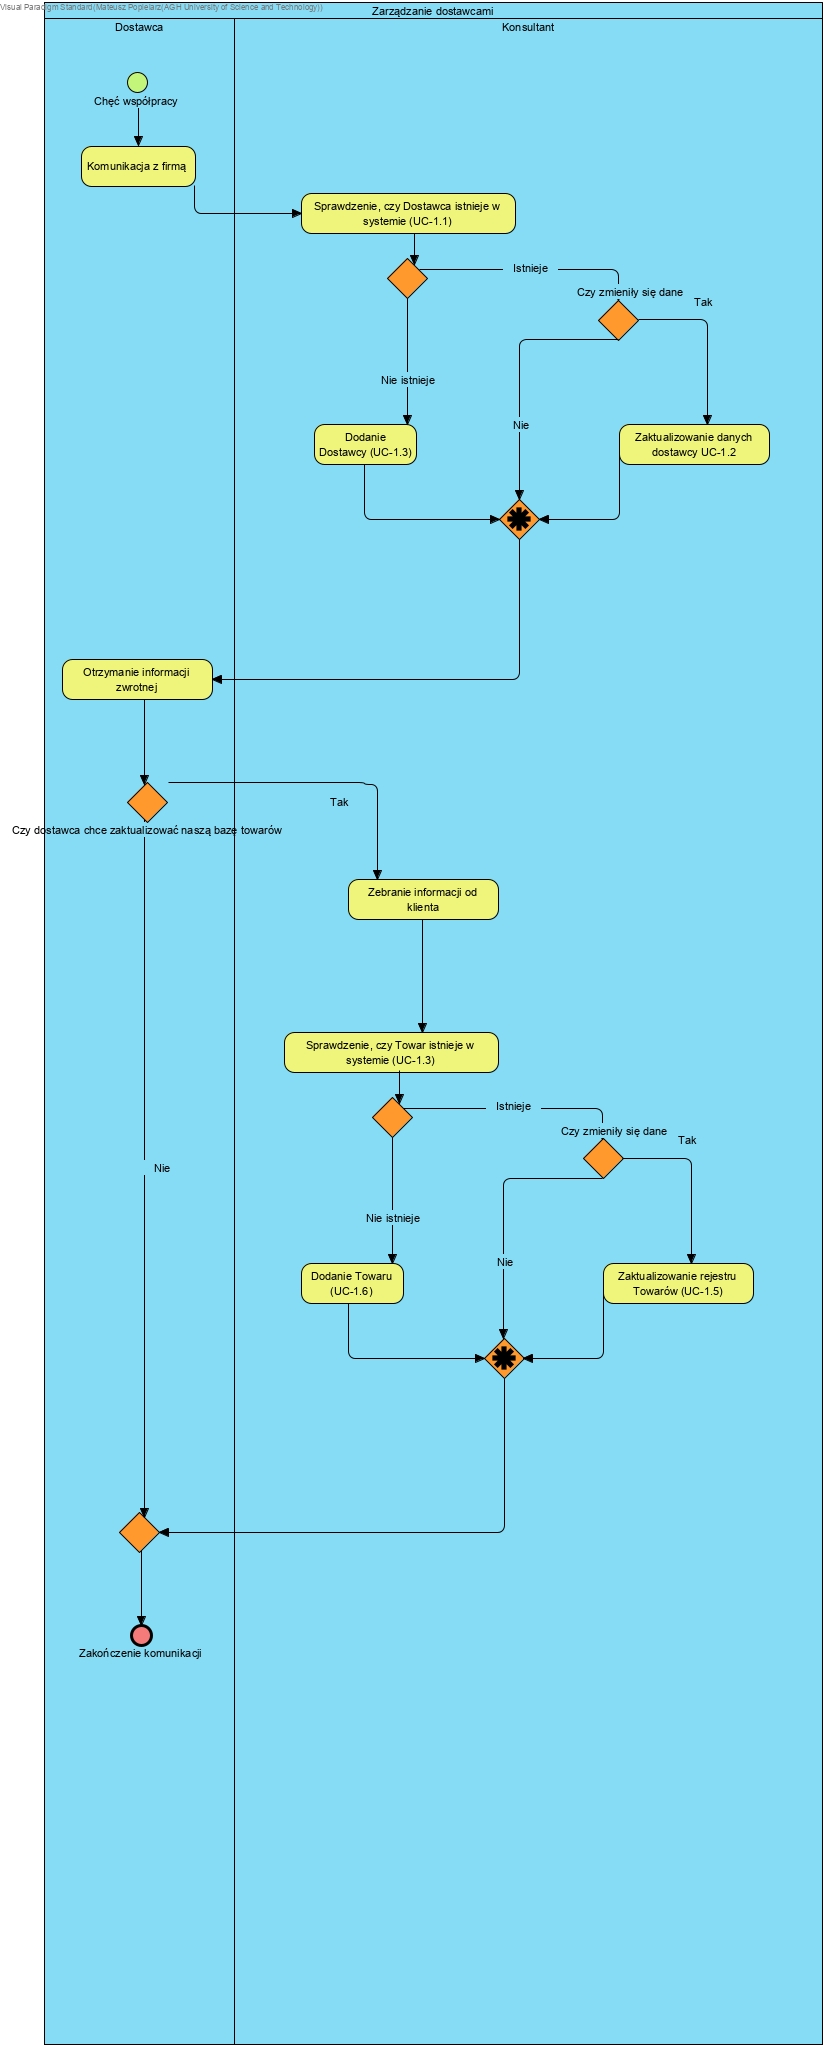 Visual Paradigm Standard(Mateusz Popielarz(AGH University of Science and Technology))
Zarządzanie dostawcami
Dostawca
Konsultant
Chęć współpracy
Komunikacja z firmą
Sprawdzenie, czy Dostawca istnieje w
systemie (UC-1.1)
Istnieje
Czy zmieniły się dane
Tak
Nie istnieje
Nie
Dodanie
Dostawcy (UC-1.3)
Zaktualizowanie danych
dostawcy UC-1.2
Otrzymanie informacji
zwrotnej
Tak
Czy dostawca chce zaktualizować naszą bazę towarów
Zebranie informacji od
klienta
Sprawdzenie, czy Towar istnieje w
systemie (UC-1.3)
Istnieje
Czy zmieniły się dane
Tak
Nie
Nie istnieje
Nie
Dodanie Towaru
(UC-1.6)
Zaktualizowanie rejestru
Towarów (UC-1.5)
Zakończenie komunikacji